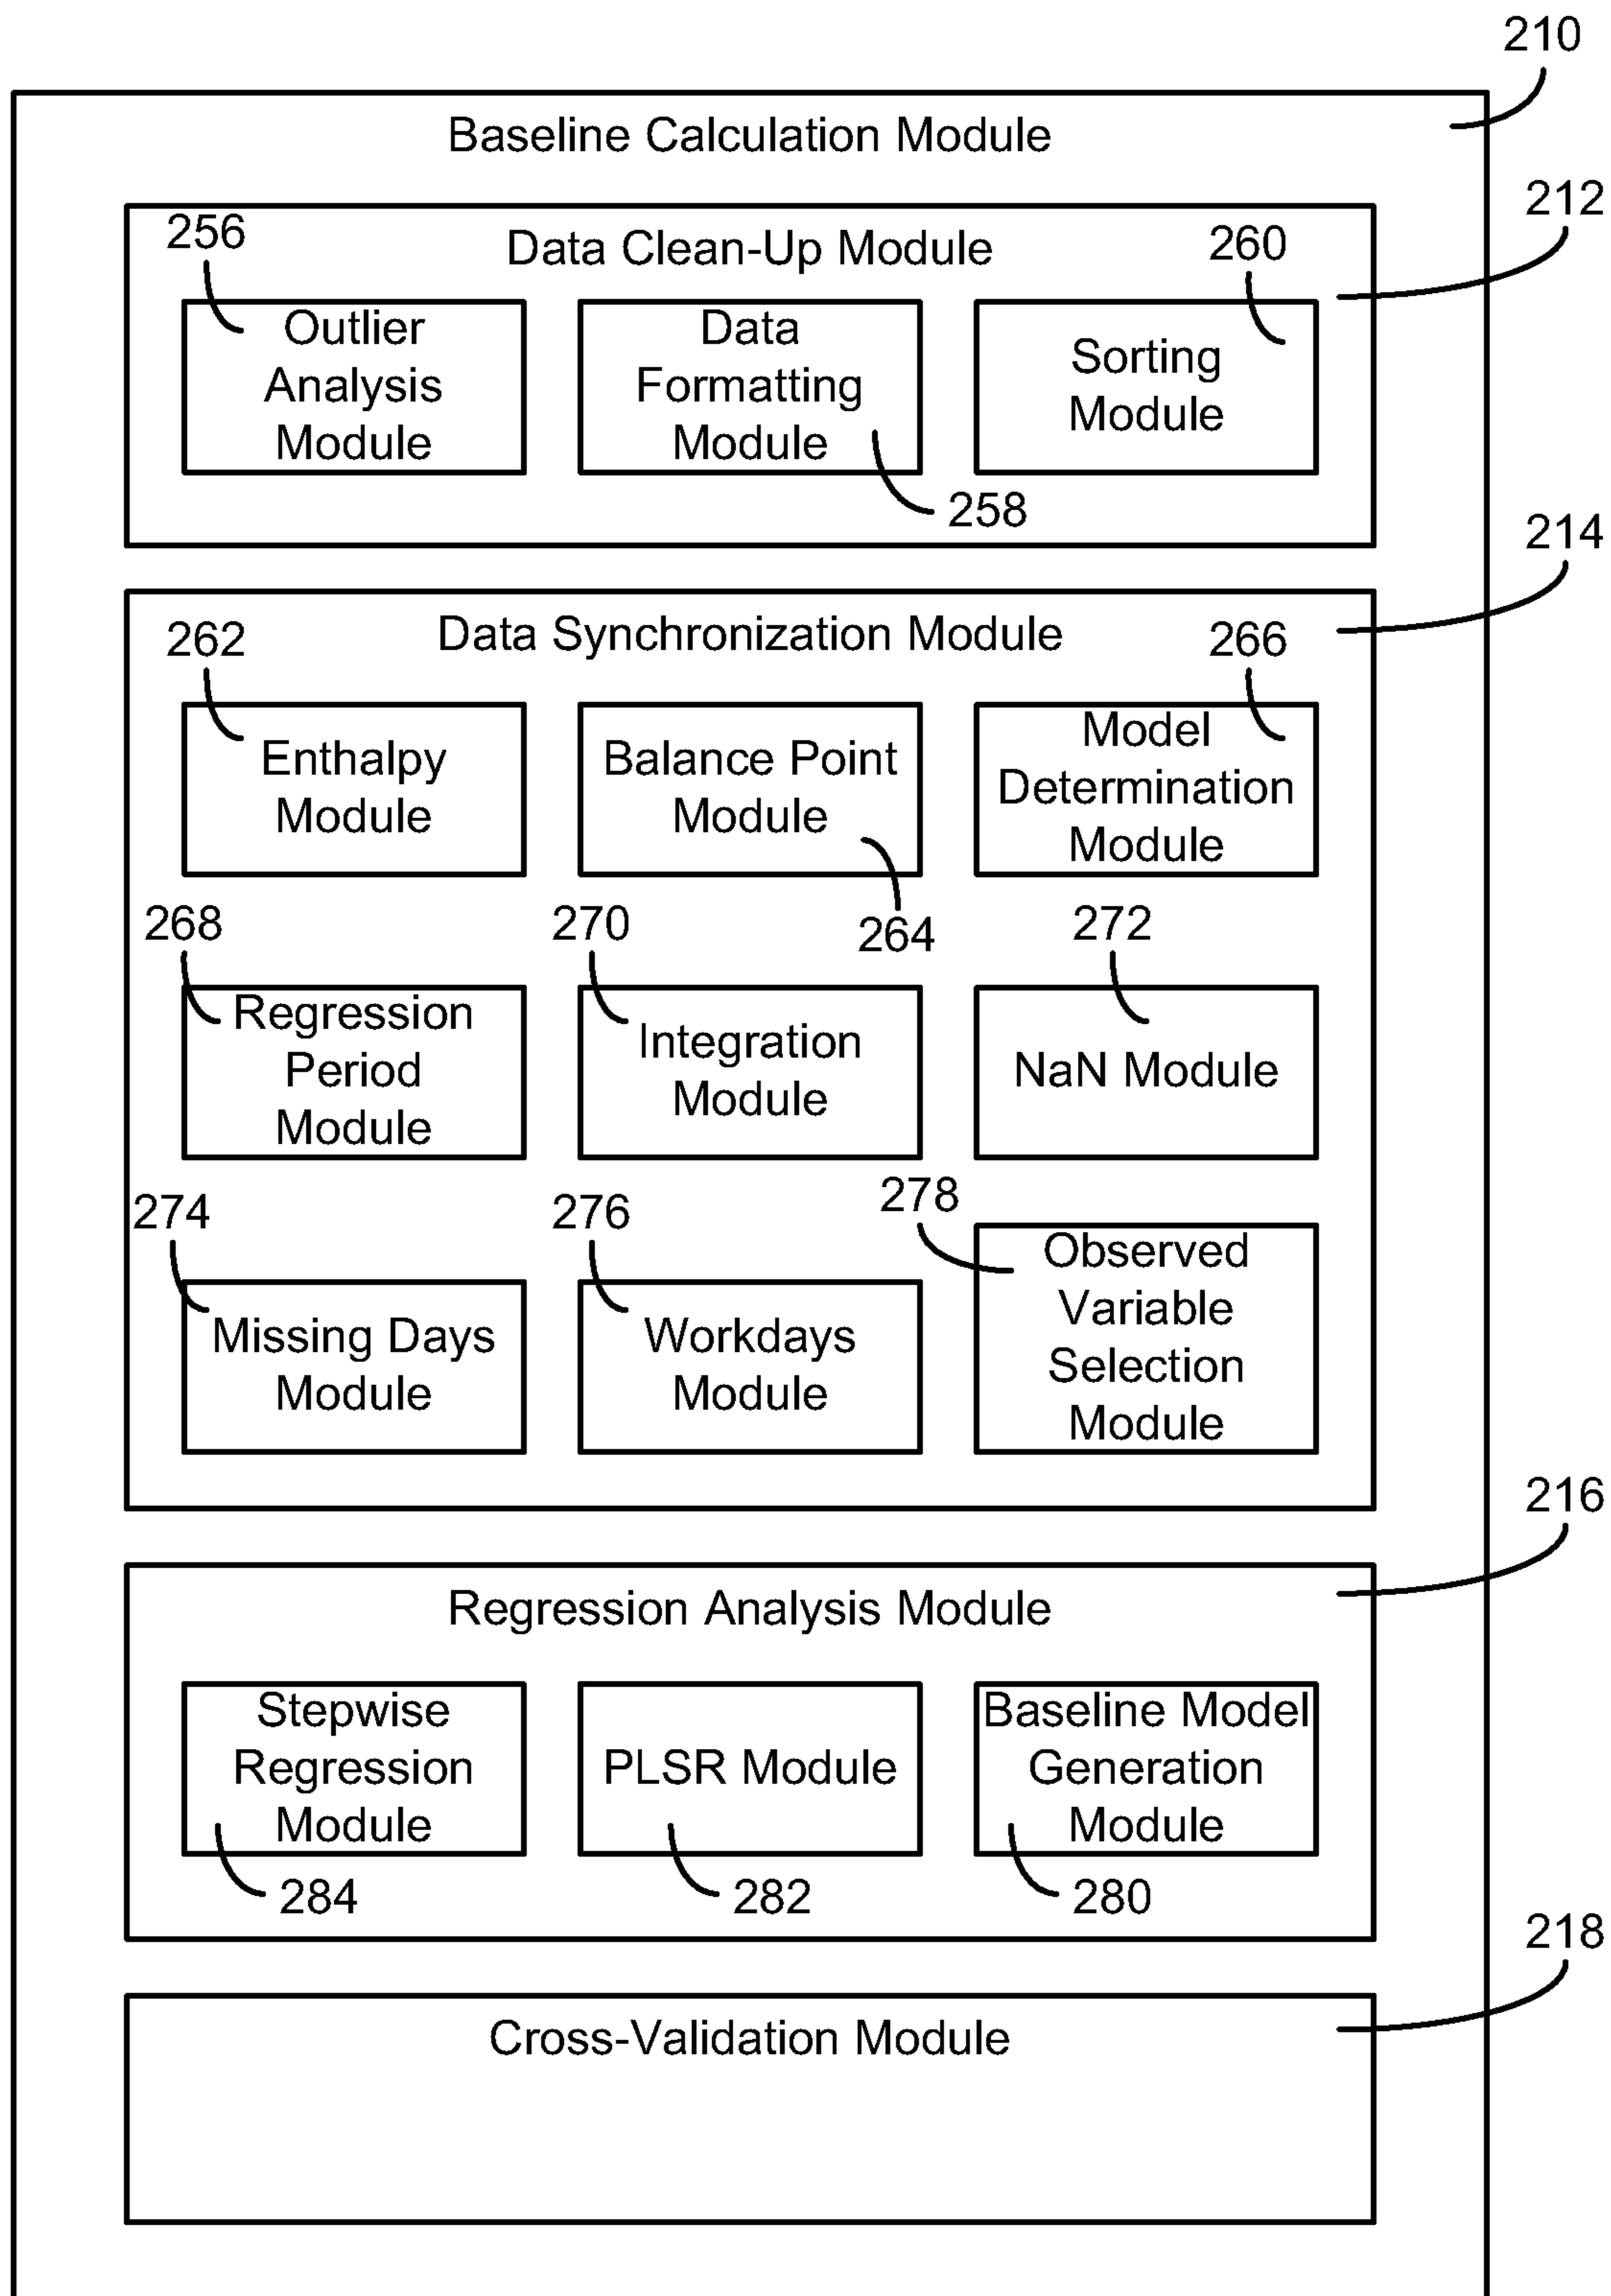 210
Baseline Calculation Module
212
256
Data Clean-Up Module
260
Outlier
Analysis
Module
Data
Formatting
Module
Sorting
Module
258
214
262
Data Synchronization Module
266
Enthalpy
Module
Balance Point
Module
Model
Determination
Module
268
270
264
272
Regression
Period
Module
Integration
Module
NaN Module
274
276
278
Missing Days
Module
Workdays
Module
Observed
Variable
Selection
Module
216
Regression Analysis Module
Stepwise
Regression
Module
PLSR Module
Baseline Model
Generation
Module
284
282
280
218
Cross-Validation Module